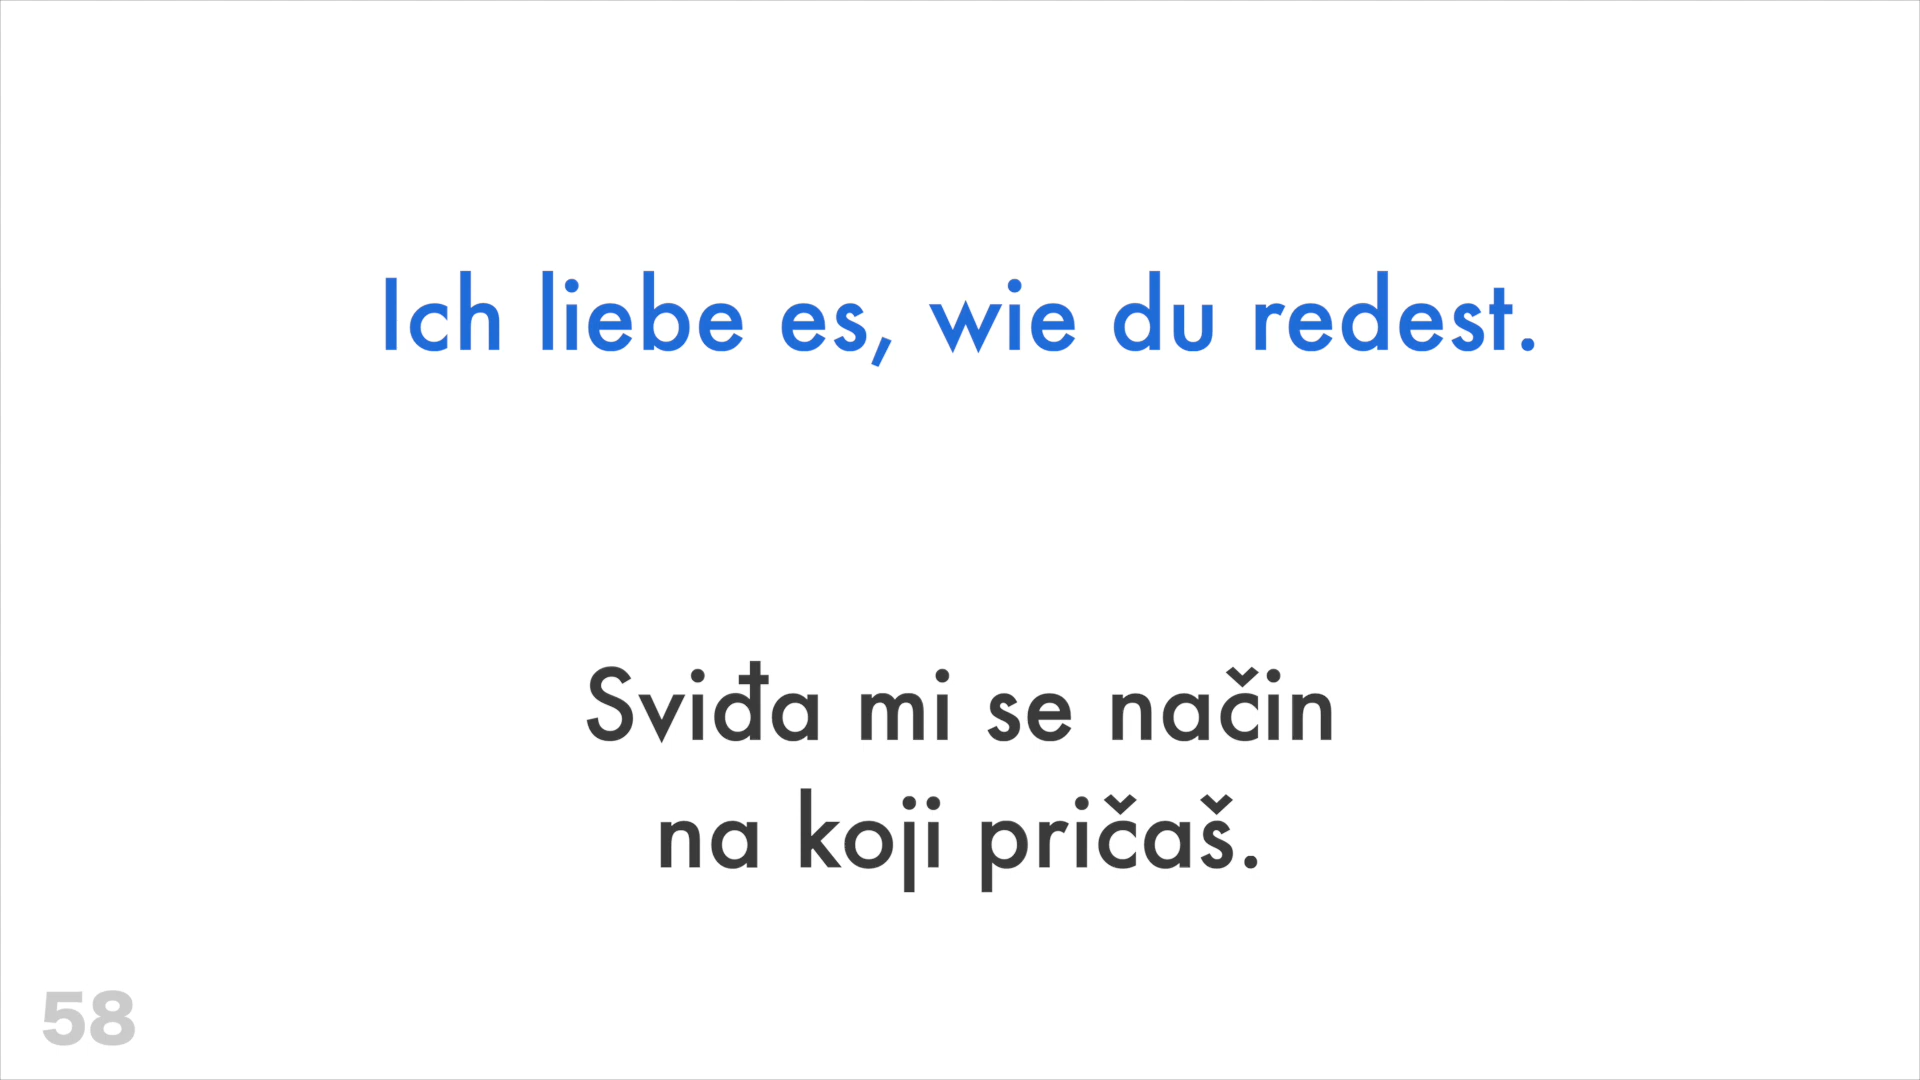 Ich liebe es, wie du redest.
Sviđa mi se način
na koji pričaš.
58